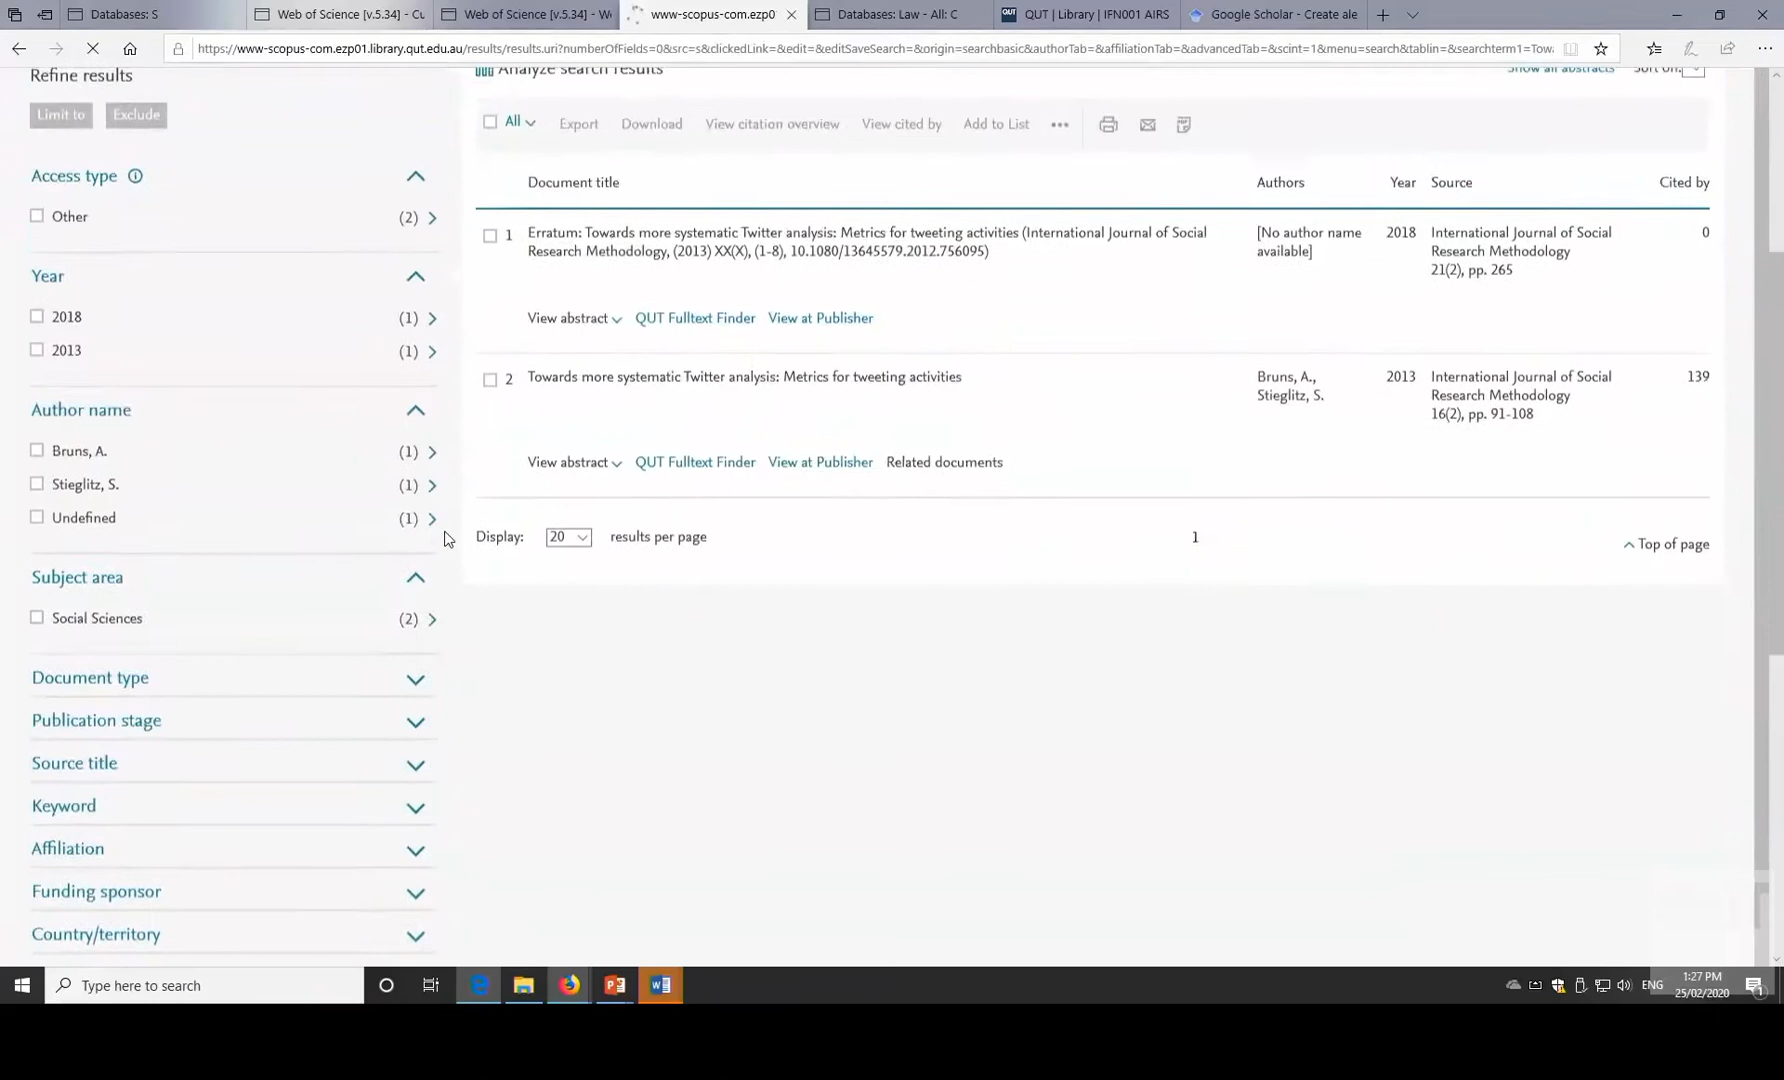 Databases: S
Web of Science [v.5.34] - Cu
Web of Science [v.5.34] - We
www-scopus-com.ezp0
Databases: Law - All: C
QUT QUT | Library | IFN001 AIRS
Google Scholar - Create ale
https://www-scopus-com.ezp01.library.qut.edu.au/results/results.uri?numberOfFields=0&src=s&clickedLink=&edit=&editSaveSearch=&origin=searchbasic&authorTab=&affiliationTab=&advancedTab=&scint=1&menu=search&tablin=&searchterm1=Tow
Refine results
Limit to Exclude
Access type
Other (2)
Year
2018 (1)
2013 (1)
Author name
Bruns, A. (1)
Stieglitz, S. (1)
Undefined (1)
Subject area
Social Sciences (2)
Document type
Publication stage
Source title
Keyword
Affiliation
Funding sponsor
Country/territory
Analyze search results
Show all abstracts Sort on:
All Export Download View citation overview View cited by Add to List •••
Document title Authors Year Source Cited by
1 Erratum: Towards more systematic Twitter analysis: Metrics for tweeting activities (International Journal of Social
Research Methodology, (2013) XX(X), (1-8), 10.1080/13645579.2012.756095)
[No author name
available]
2018
International Journal of Social
Research Methodology
21(2), pp. 265
0
View abstract QUT Fulltext Finder View at Publisher
2 Towards more systematic Twitter analysis: Metrics for tweeting activities
Bruns, A.,
Stieglitz, S.
2013
International Journal of Social
Research Methodology
16(2), pp. 91-108
139
View abstract QUT Fulltext Finder View at Publisher Related documents
Display: 20 results per page
1
Top of page
Type here to search
ENG
1:27 PM
25/02/2020